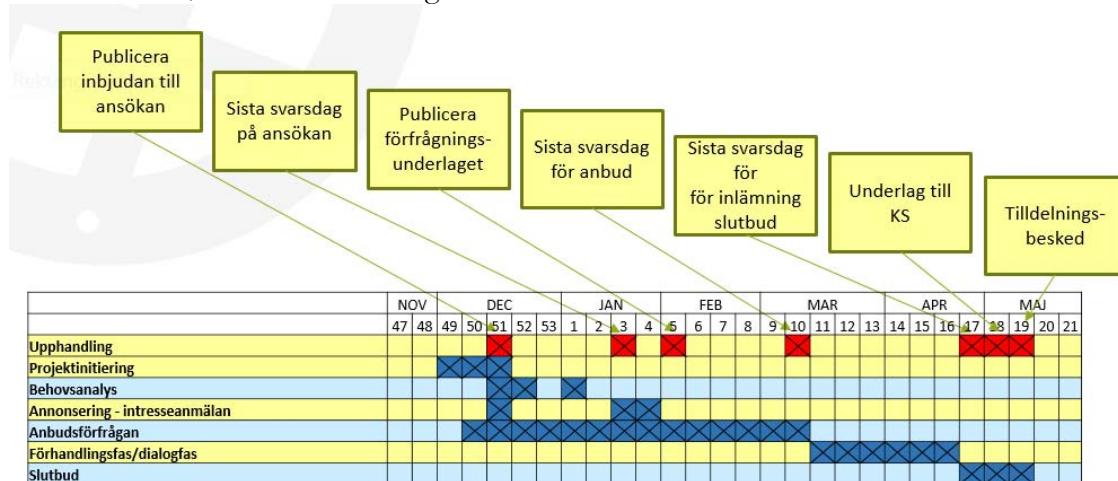 Publicera
inbjudan till
ansökan
Sista svarsdag
på ansökan
Publicera
förfrågnings-
underlaget
Sista svarsdag
för anbud
Sista svarsdag
för
för inlämning
slutbud
Underlag till
KS
Tilldelnings-
besked
NOV DEC JAN FEB MAR APR MAJ
47 48 49 50 51 52 53 1 2 3 4 5 6 7 8 9 10 11 12 13 14 15 16 17 18 19 20 21
Upphandling
Projektinitiering
Behovsanalys
Annonsering - intresseanmälan
Anbudsförfrågan
Förhandlingsfas/dialogfas
Slutbud